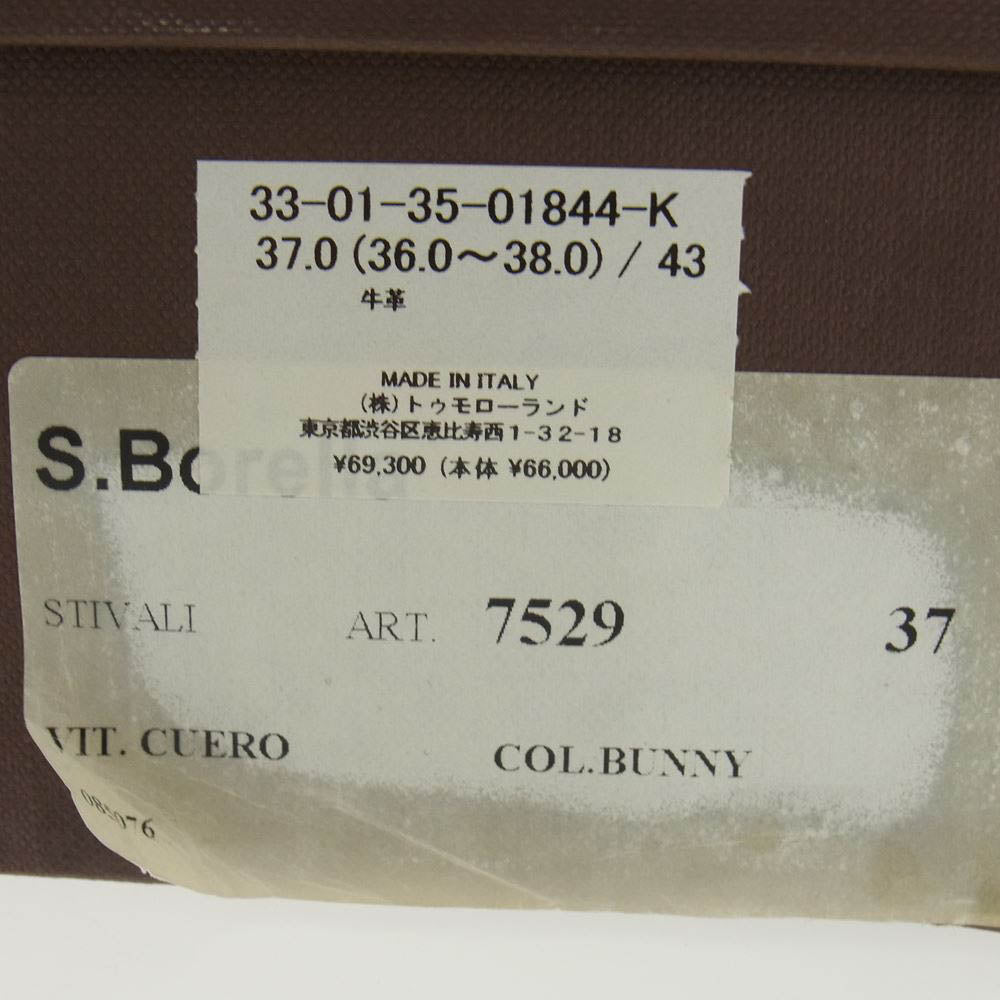 33-01-35-01844-K
37.0 (36.0～38.0) / 43
牛革
MADE IN ITALY
(株)トゥモローランド
東京都渋谷区恵比寿西1-32-18
¥69,300 (本体 ¥66,000)
S.Borella
STIVALI ART. 7529 37
VIT. CUERO COL.BUNNY